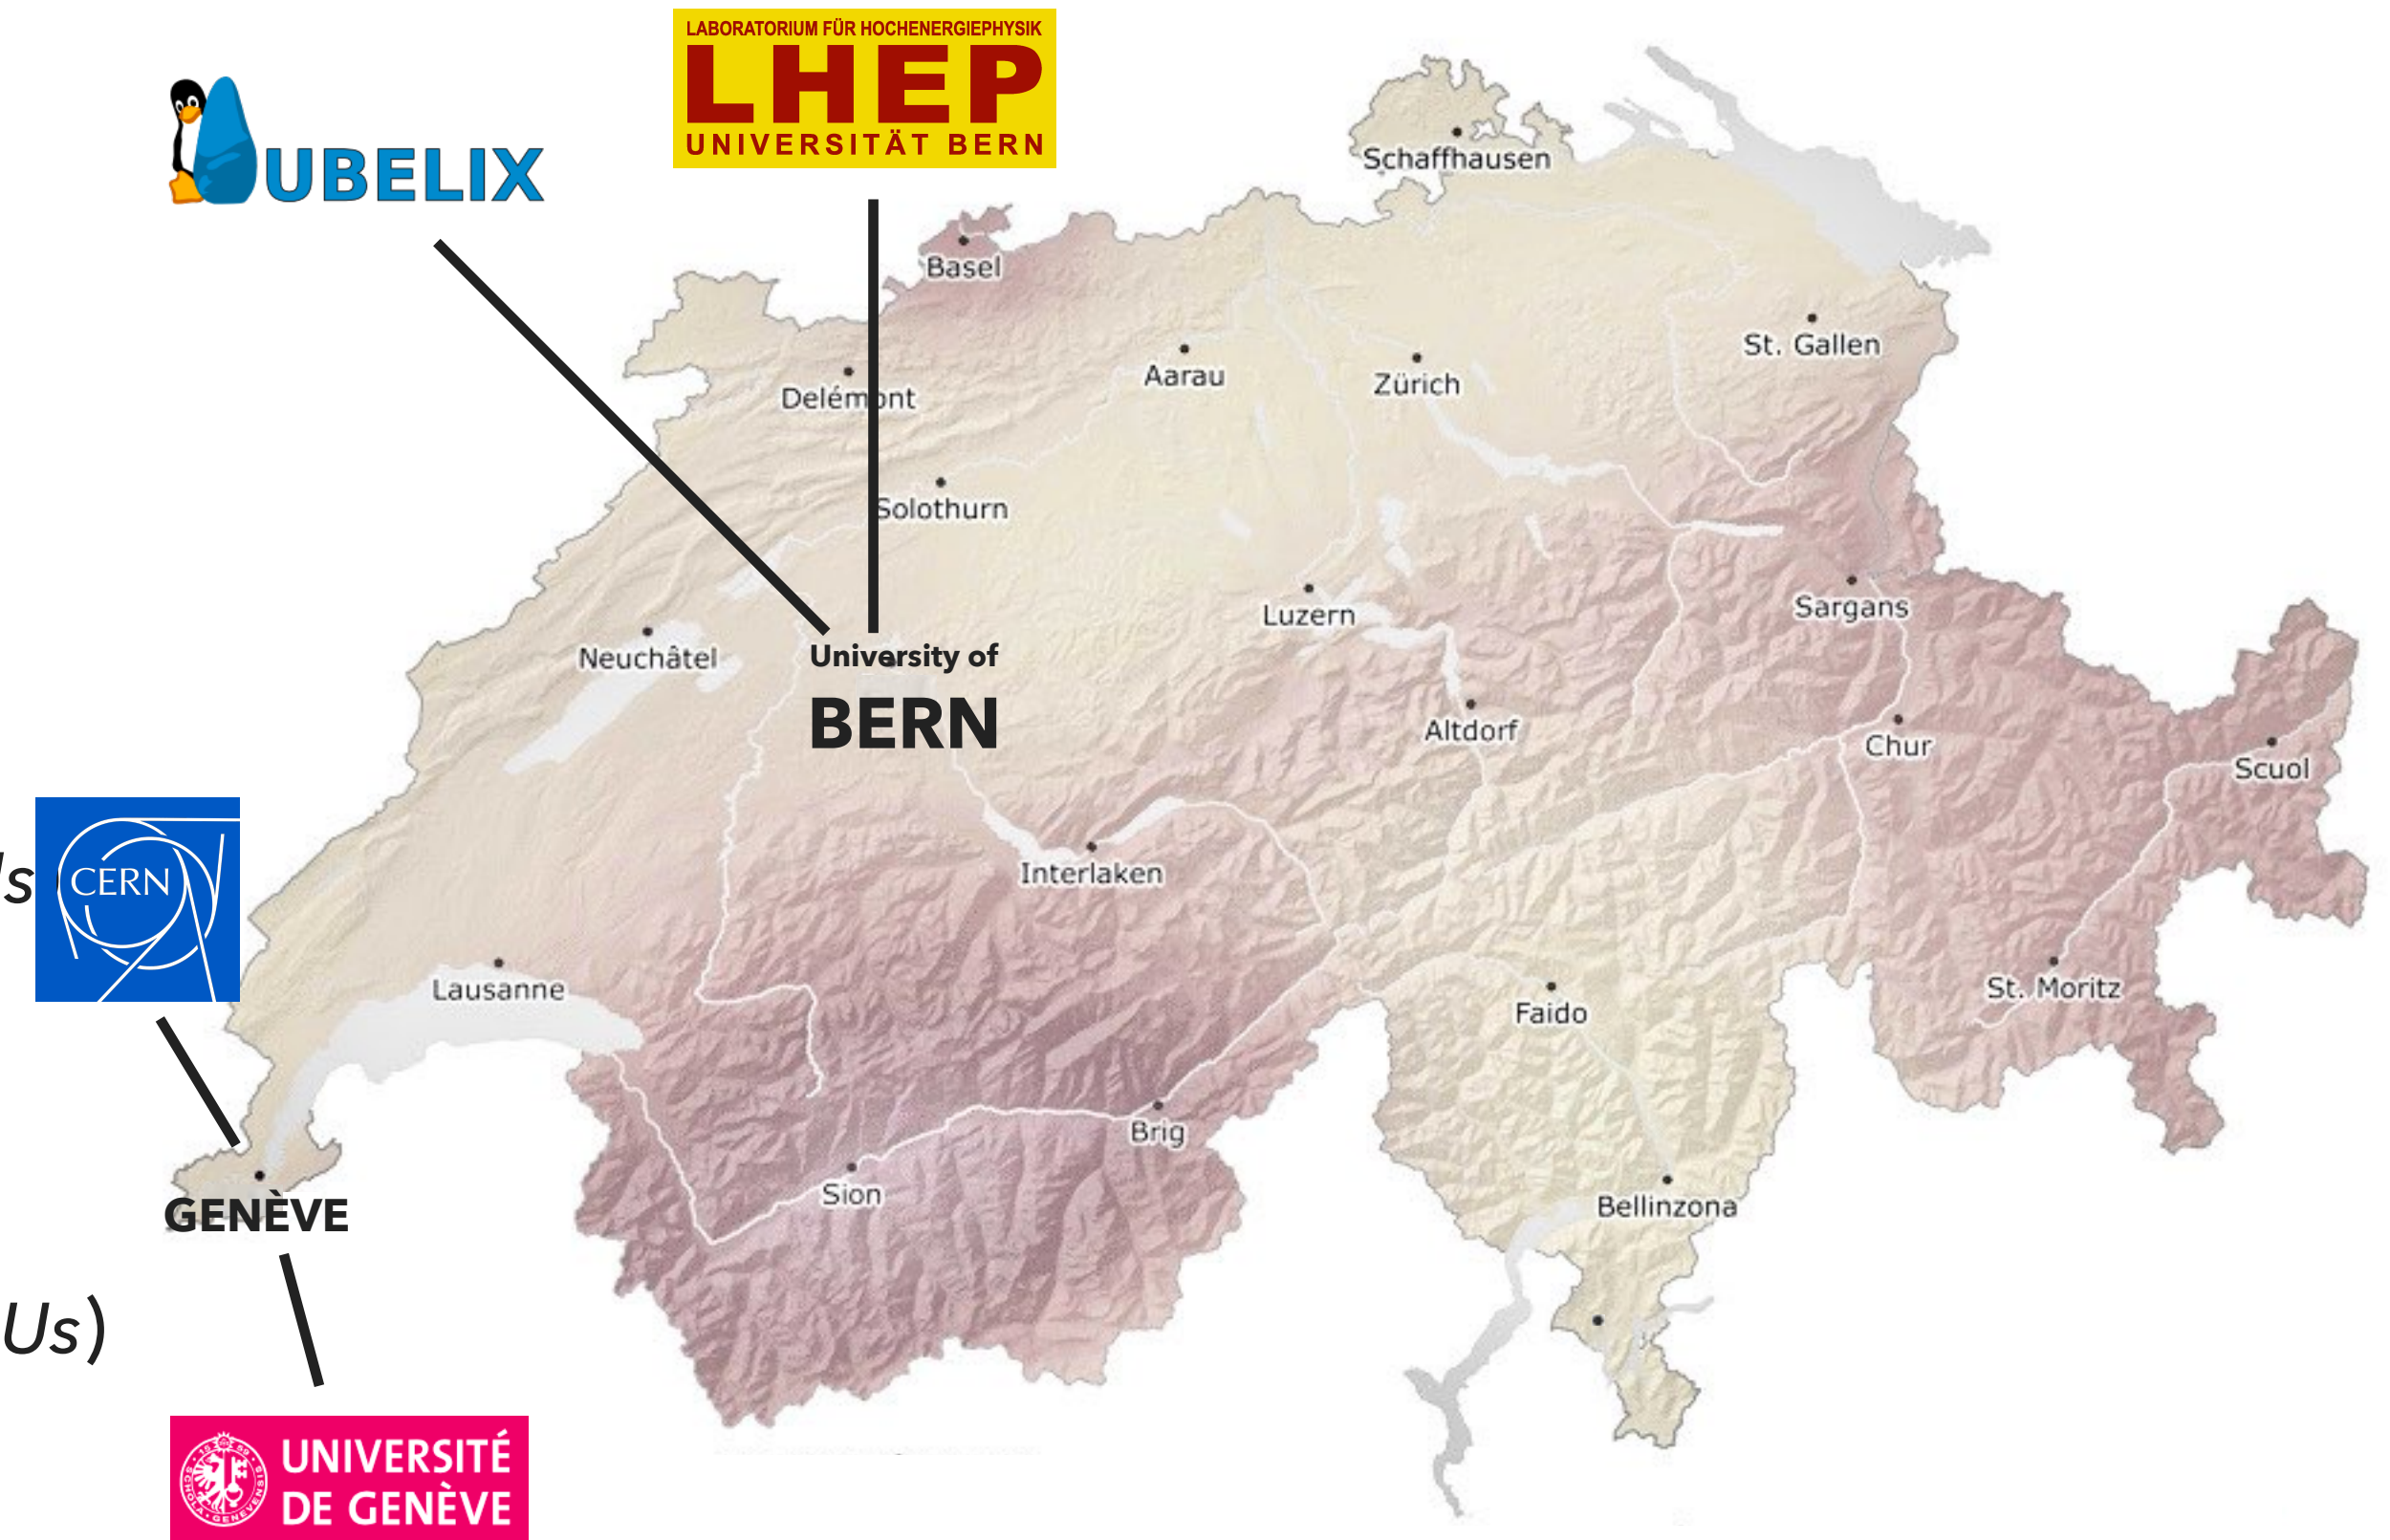 LABORATORIUM FÜR HOCHENERGIEPHYSIK
LHEP
UNIVERSITÄT BERN
UBELIX
Schaffhausen
Basel
St. Gallen
Aarau
Zürich
Delémont
Solothurn
Luzern
Sargans
Neuchâtel
University of
BERN
Altdorf
Chur
Scuol
Interlaken
CERN
Lausanne
St. Moritz
Faido
Brig
Sion
Bellinzona
GENÈVE
Us)
UNIVERSITÉ
DE GENÈVE